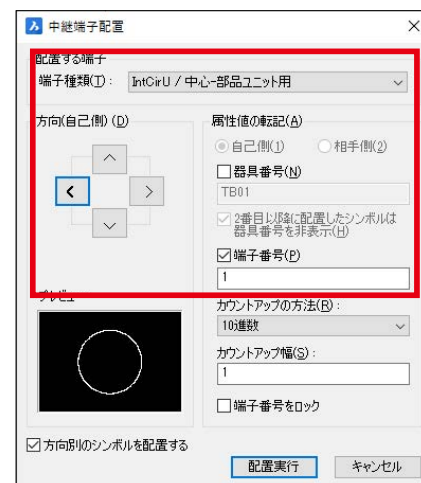 中継端子配置
配置する端子
端子種類(T): IntCirU / 中心-部品ユニット用
方向(自己側)(D)
属性値の転記(A)
自己側(1) 相手側(2)
器具番号(N)
TB01
2番目以降に配置したシンボルは
器具番号を非表示(H)
端子番号(P)
1
プレビュー
カウントアップの方法(R):
10進数
カウントアップ幅(S):
1
端子番号をロック
方向別のシンボルを配置する
配置実行 キャンセル